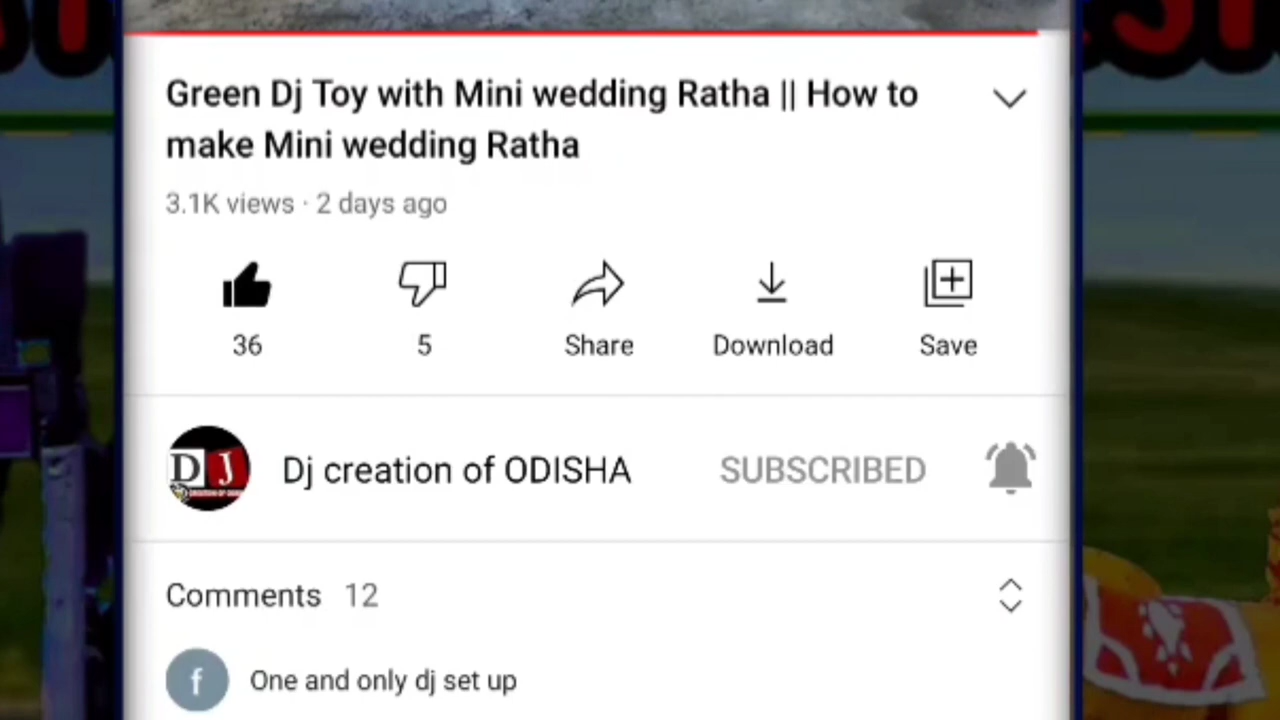 Green Dj Toy with Mini wedding Ratha || How to
make Mini wedding Ratha
3.1K views · 2 days ago
36
5
Share
Download
Save
DJ
Dj creation of ODISHA
SUBSCRIBED
Comments 12
f
One and only dj set up